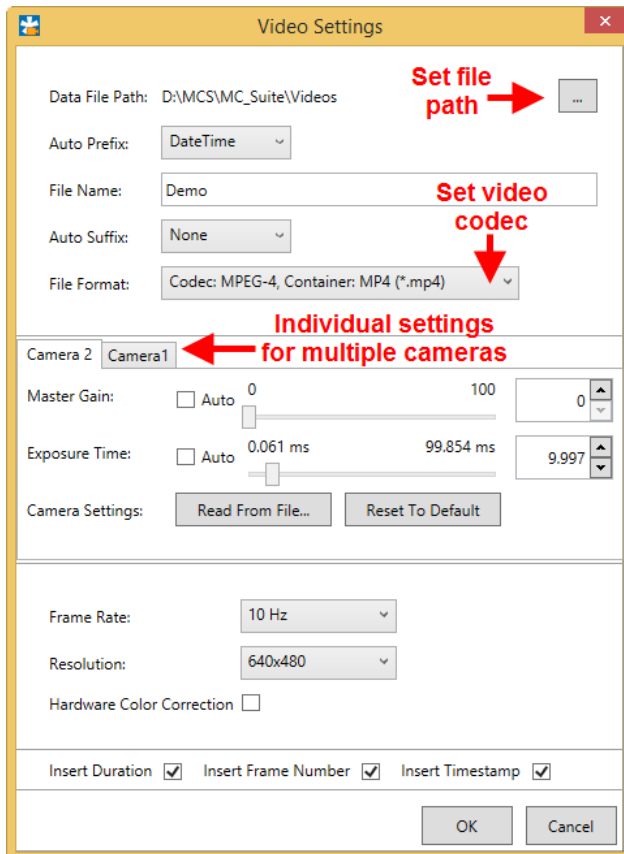 Video Settings
Data File Path: D:\MCS\MC_Suite\Videos
Set file
path
...
Auto Prefix: DateTime
File Name: Demo
Set video
codec
Auto Suffix: None
File Format: Codec: MPEG-4, Container: MP4 (*.mp4)
Individual settings
for multiple cameras
Camera 2 Camera1
Master Gain: Auto 0 100 0
Exposure Time: Auto 0.061 ms 99.854 ms 9.997
Camera Settings: Read From File... Reset To Default
Frame Rate: 10 Hz
Resolution: 640x480
Hardware Color Correction
Insert Duration Insert Frame Number Insert Timestamp
OK Cancel